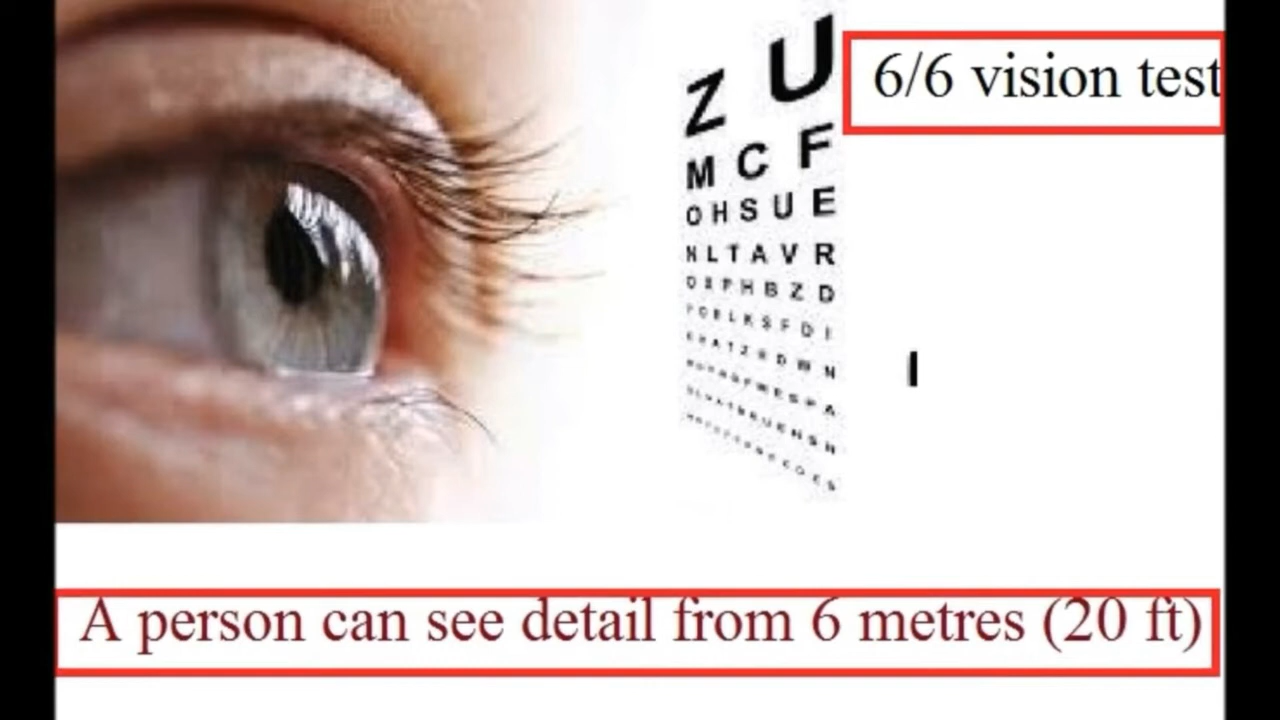 Z U
6/6 vision test
M C F
O H S U E
N L T A V R
P H B Z D
L K S F D I
A T Z D W N
A person can see detail from 6 metres (20 ft)